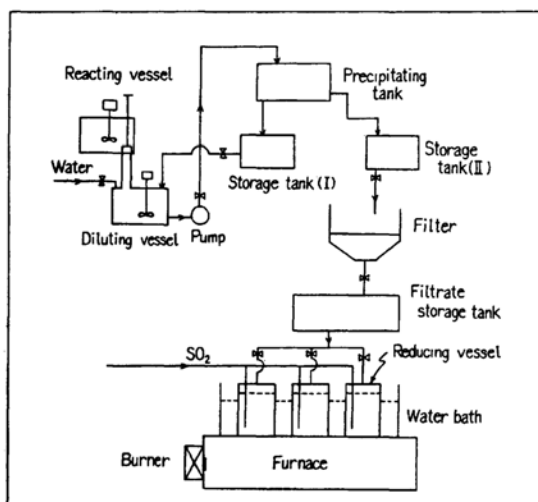 Reacting vessel
Precipitating
tank
Water
Storage tank(I)
Storage
tank(II)
Diluting vessel
Pump
Filter
Filtrate
storage tank
SO₂
Reducing vessel
Water bath
Burner
Furnace